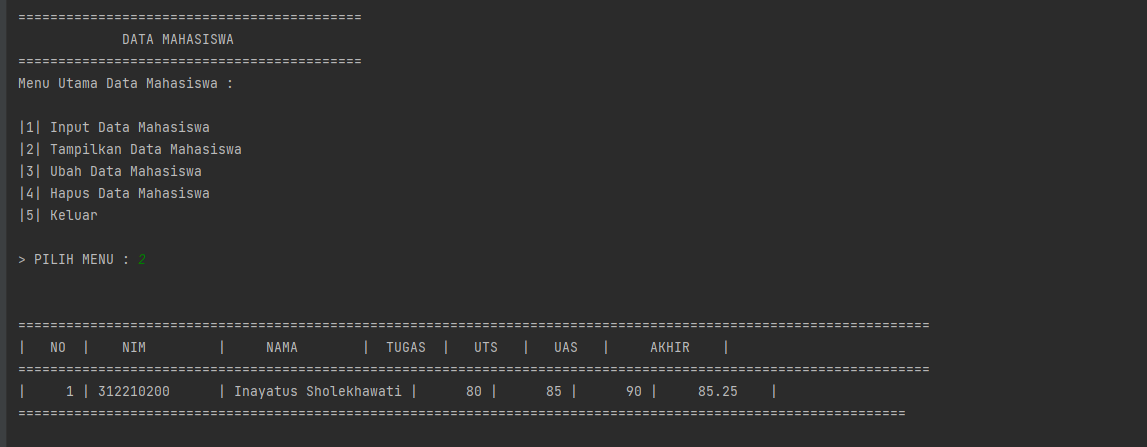 ===========================================
             DATA MAHASISWA
===========================================
Menu Utama Data Mahasiswa :
|1| Input Data Mahasiswa
|2| Tampilkan Data Mahasiswa
|3| Ubah Data Mahasiswa
|4| Hapus Data Mahasiswa
|5| Keluar
> PILIH MENU : 2
==================================================================================================================
|   NO  |    NIM         |     NAMA        |  TUGAS  |   UTS   |   UAS   |     AKHIR    |
==================================================================================================================
|     1 | 312210200      | Inayatus Sholekhawati |      80 |      85 |      90 |     85.25    |
===============================================================================================================